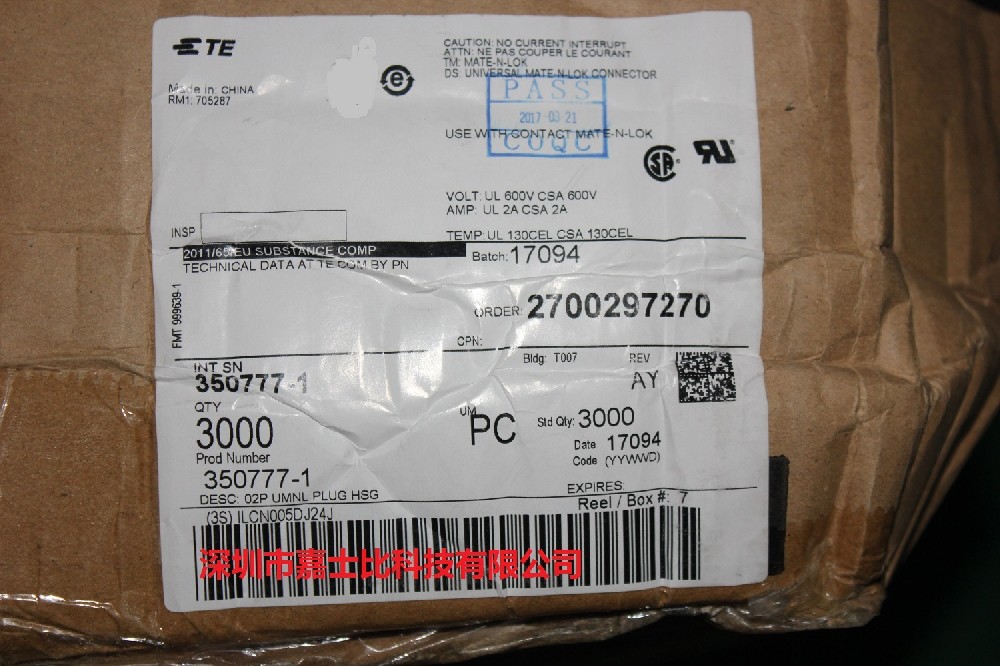 TE
Made in: CHINA
RM1: 705287
e
CAUTION: NO CURRENT INTERRUPT
ATTN: NE PAS COUPER LE COURANT
TM: MATE-N-LOK
DS: UNIVERSAL MATE-N-LOK CONNECTOR
PASS
2017 03 21
USE WITH CONTACT MATE-N-LOK
COQC
VOLT: UL 600V CSA 600V
AMP: UL 2A CSA 2A
TEMP: UL 130CEL CSA 130CEL
INSP
2011/65/EU SUBSTANCE COMP
TECHNICAL DATA AT TE.COM BY PN
Batch: 17094
FMT 999639-1
ORDER: 2700297270
CPN:
INT SN
350777-1
Bldg: T007
REV
AY
QTY
3000
UM
PC
Std Qty: 3000
Date 17094
Code (YYWWD)
Prod Number
350777-1
DESC: 02P UMNL PLUG HSG
EXPIRES:
Reel / Box #: 7
(3S) ILCN005DJ24J
深圳市嘉士比科技有限公司